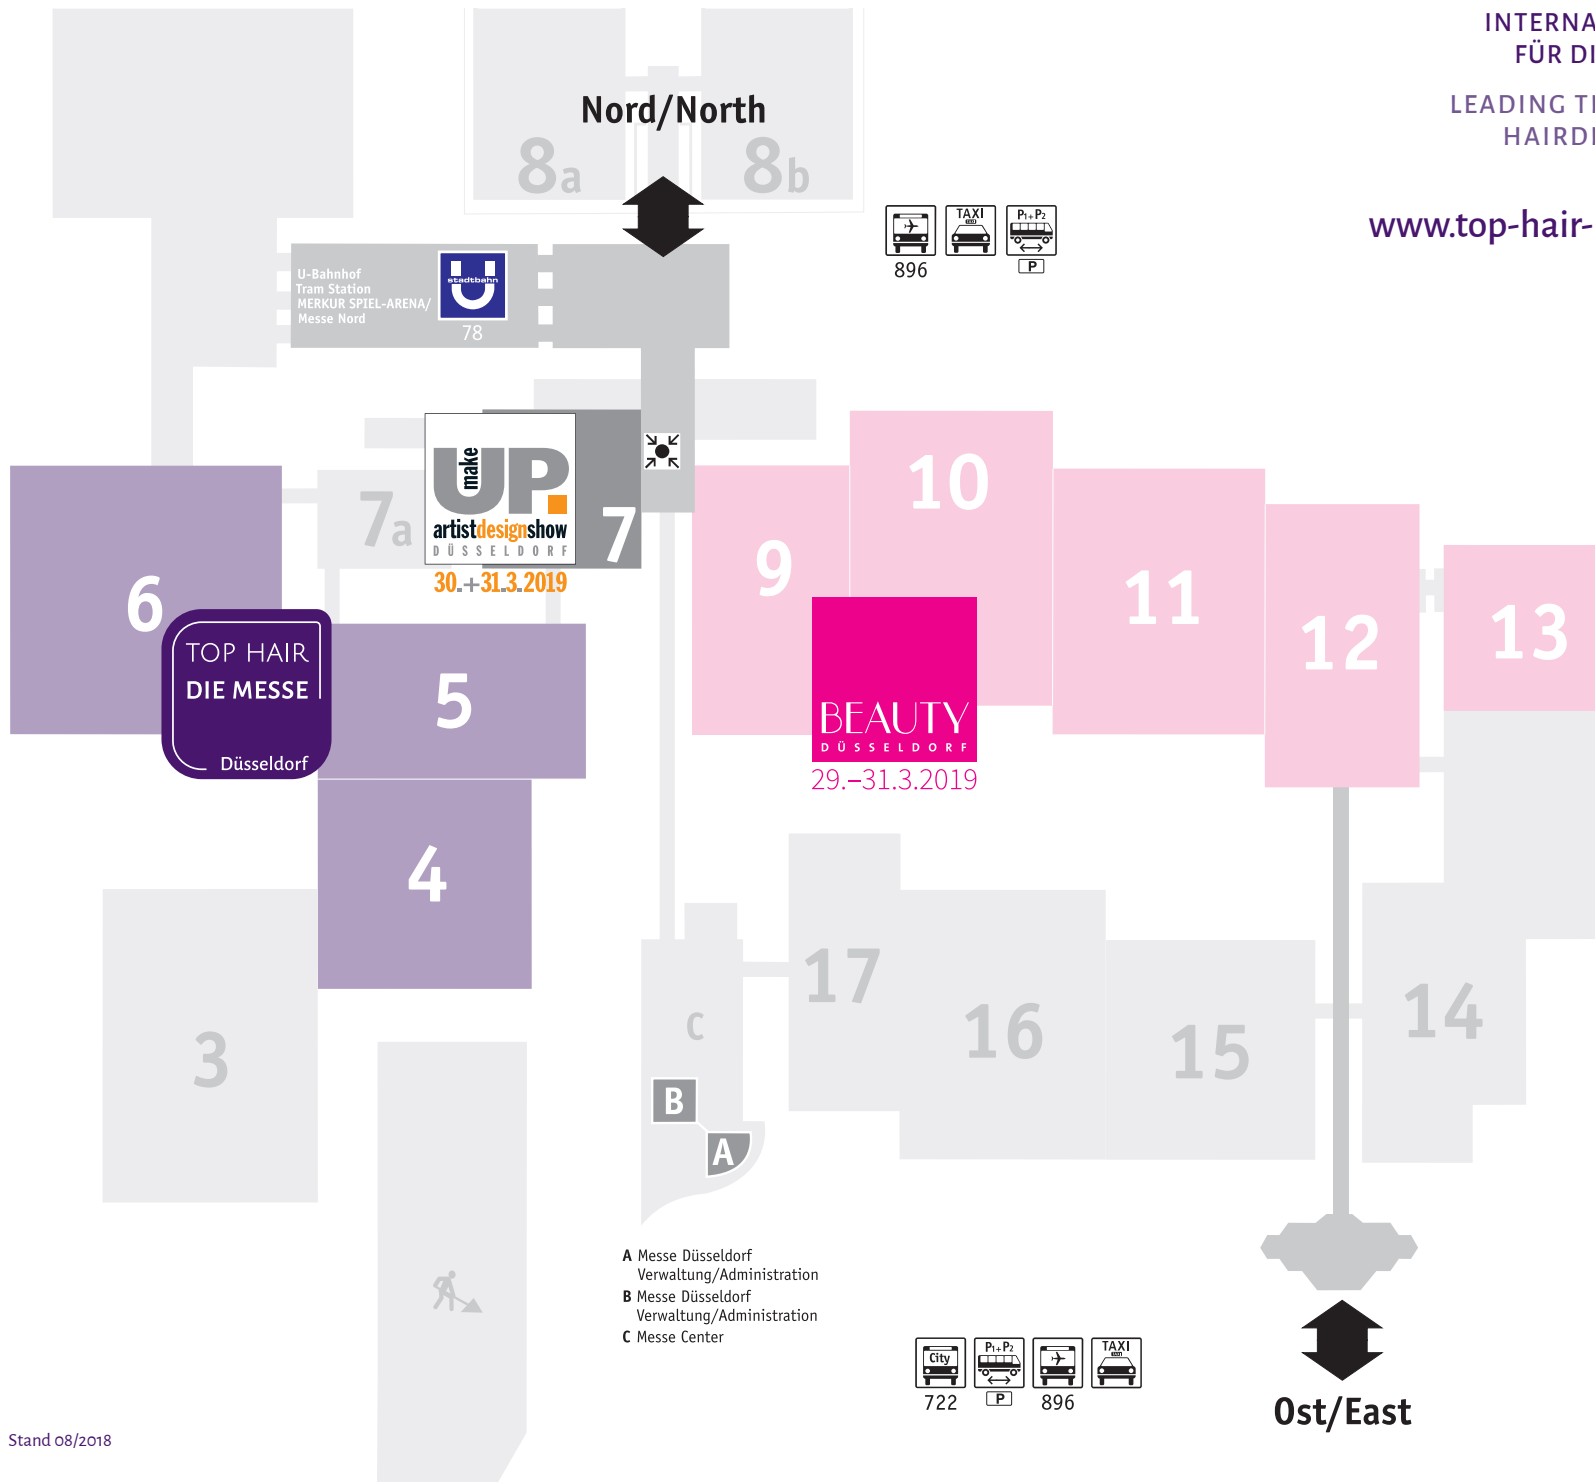 INTERNA
FÜR DI
LEADING T
HAIRD
www.top-hair-
Nord/North
8a
8b
TAXI
TAXI
P1+P2
P
896
U-Bahnhof
Tram Station
MERKUR SPIEL-ARENA/
Messe Nord
stadtbahn
U
78
make
UP.
artistdesignshow
DÜSSELDORF
30.+31.3.2019
7a
7
6
TOP HAIR
DIE MESSE
Düsseldorf
5
4
3
9
10
11
12
13
BEAUTY
DÜSSELDORF
29.–31.3.2019
17
16
15
14
C
B
A
A Messe Düsseldorf
Verwaltung/Administration
B Messe Düsseldorf
Verwaltung/Administration
C Messe Center
City
722
P1+P2
P
896
TAXI
TAXI
Ost/East
Stand 08/2018